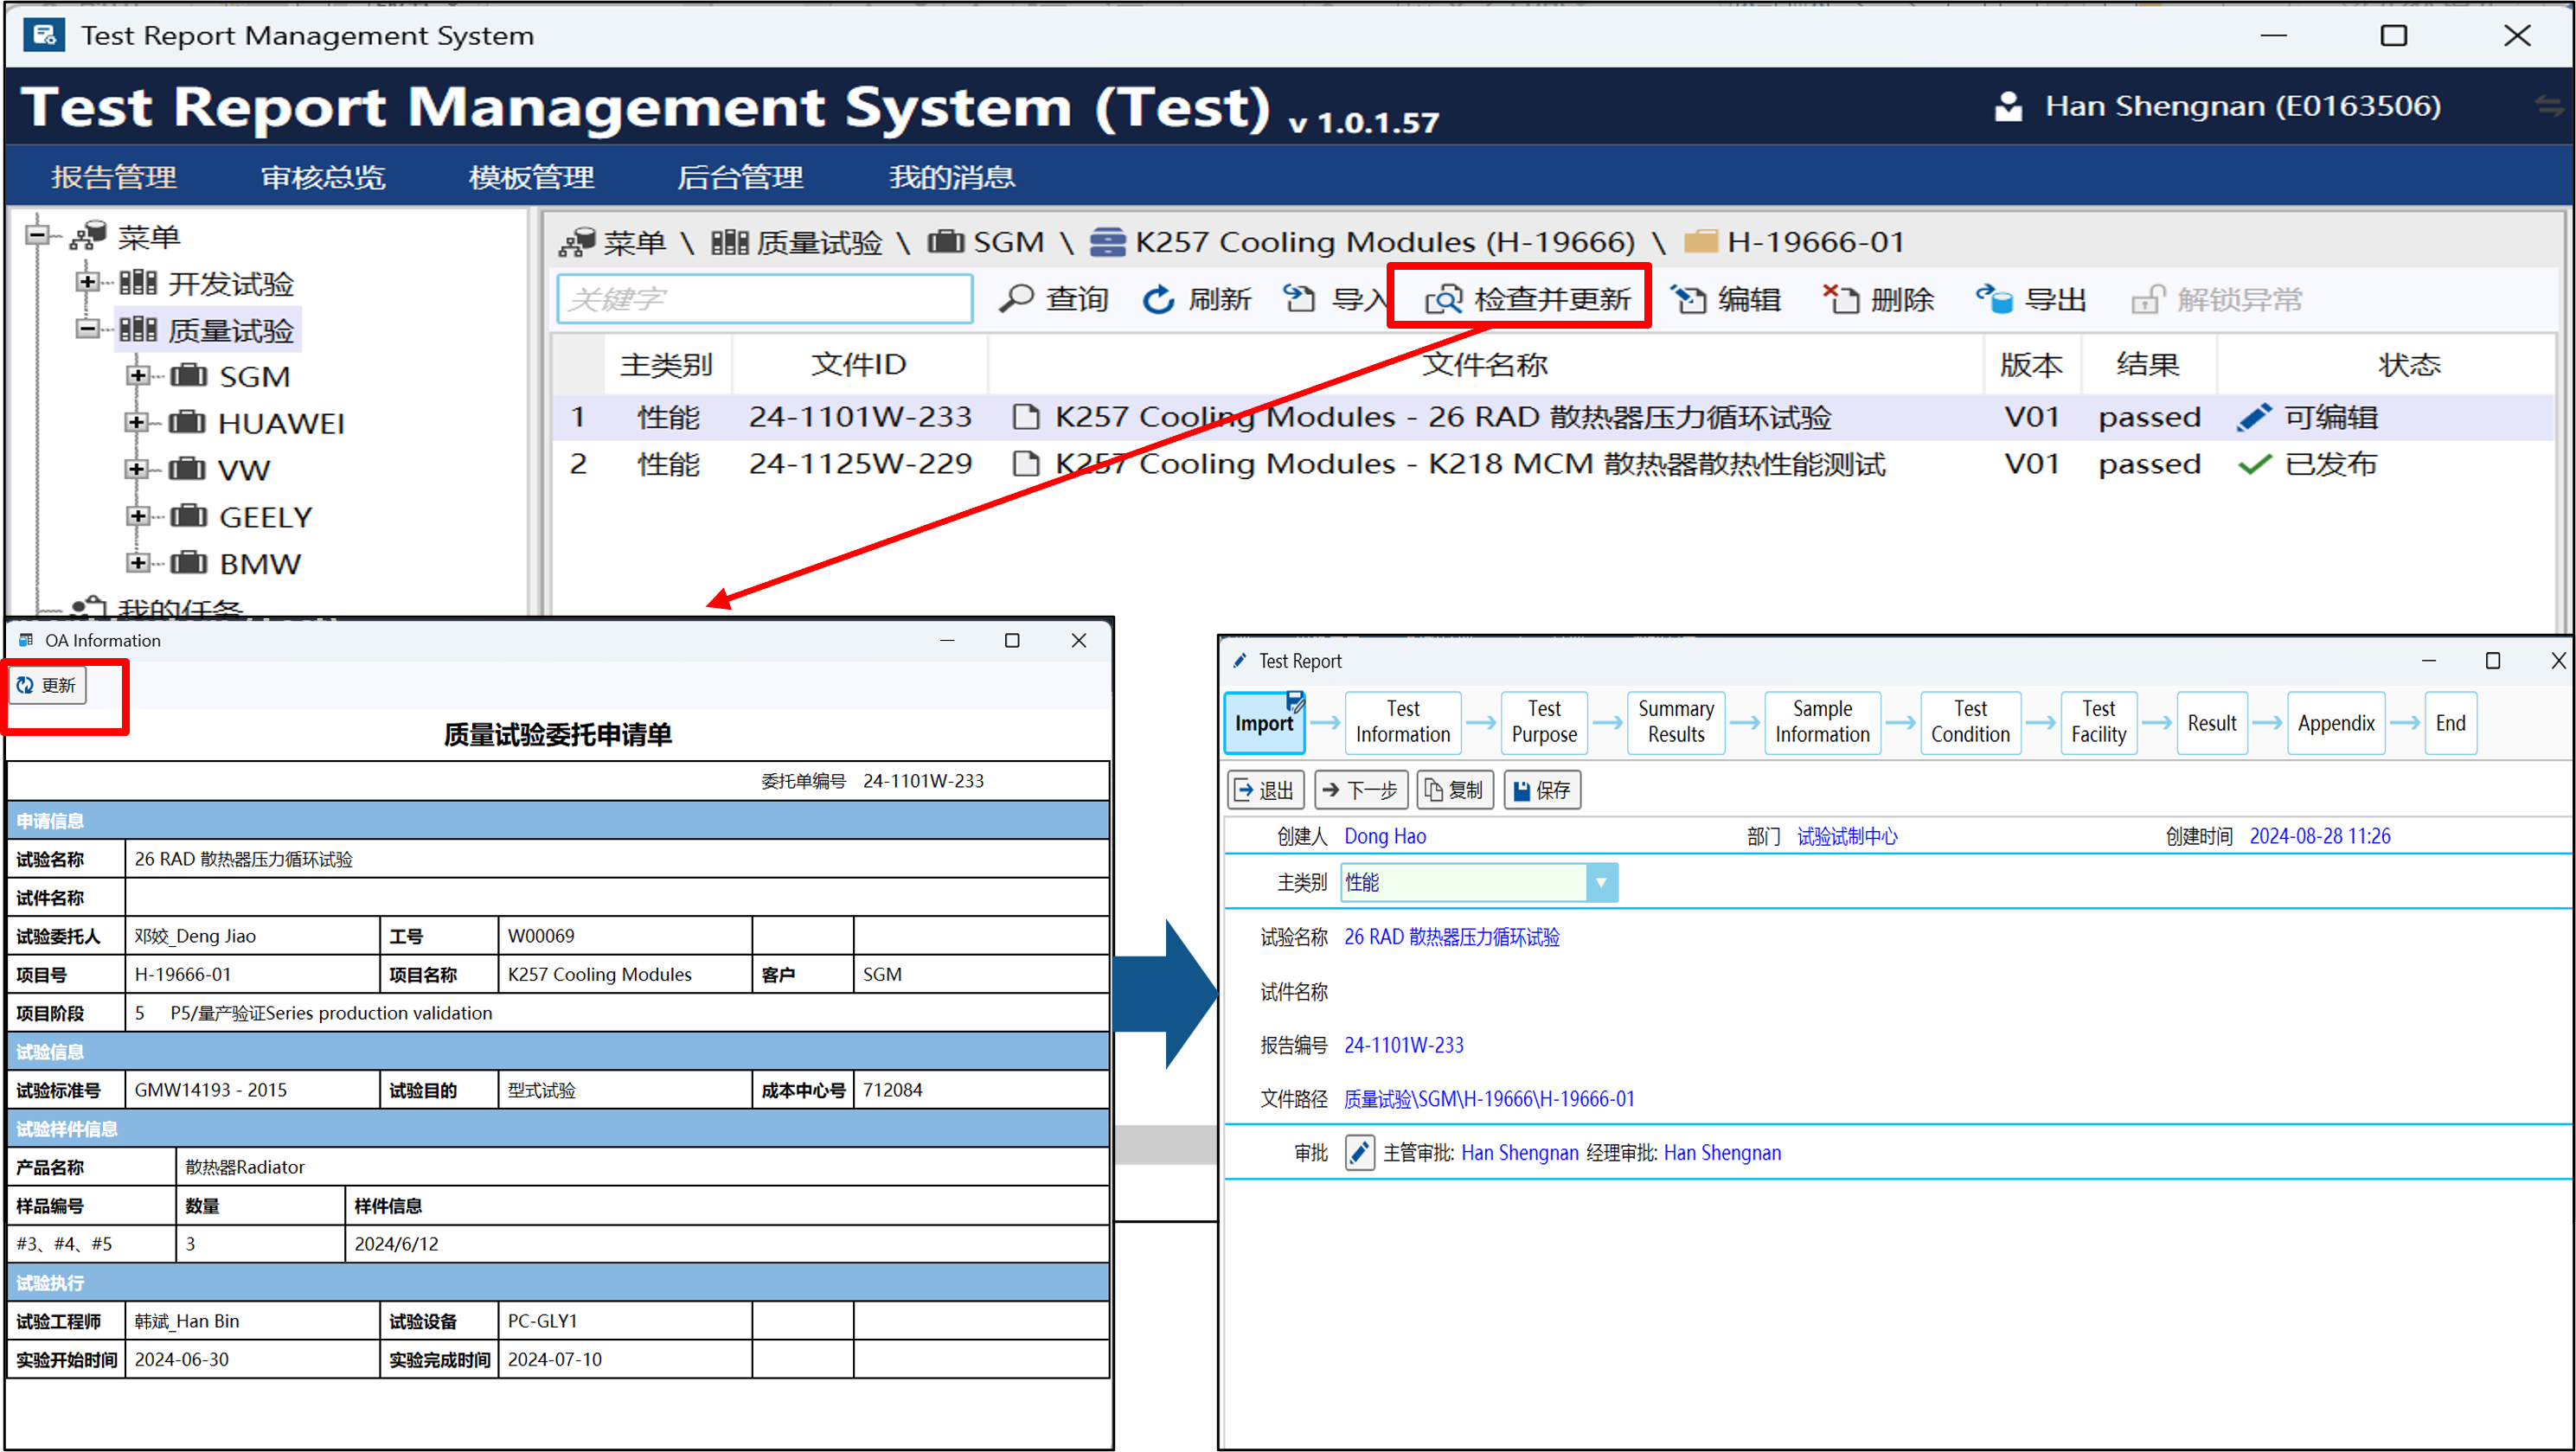 Test Report Management System
Test Report Management System (Test) v 1.0.1.57
Han Shengnan (E0163506)
报告管理 审核总览 模板管理 后台管理 我的消息
菜单
开发试验
质量试验
SGM
HUAWEI
VW
GEELY
BMW
我的任务
菜单 \ 质量试验 \ SGM \ K257 Cooling Modules (H-19666) \ H-19666-01
关键字 查询 刷新 导入 检查并更新 编辑 删除 导出 解锁异常
主类别 文件ID 文件名称 版本 结果 状态
1 性能 24-1101W-233 K257 Cooling Modules - 26 RAD 散热器压力循环试验 V01 passed 可编辑
2 性能 24-1125W-229 K257 Cooling Modules - K218 MCM 散热器散热性能测试 V01 passed 已发布
OA Information
更新
质量试验委托申请单
委托单编号 24-1101W-233
申请信息
试验名称 26 RAD 散热器压力循环试验
试件名称
试验委托人 邓姣_Deng Jiao 工号 W00069
项目号 H-19666-01 项目名称 K257 Cooling Modules 客户 SGM
项目阶段 5 P5/量产验证Series production validation
试验信息
试验标准号 GMW14193 - 2015 试验目的 型式试验 成本中心号 712084
试验样件信息
产品名称 散热器Radiator
样品编号 数量 样件信息
#3、#4、#5 3 2024/6/12
试验执行
试验工程师 韩斌_Han Bin 试验设备 PC-GLY1
实验开始时间 2024-06-30 实验完成时间 2024-07-10
Test Report
Import Test Information Test Purpose Summary Results Sample Information Test Condition Test Facility Result Appendix End
退出 下一步 复制 保存
创建人 Dong Hao 部门 试验试制中心 创建时间 2024-08-28 11:26
主类别 性能
试验名称 26 RAD 散热器压力循环试验
试件名称
报告编号 24-1101W-233
文件路径 质量试验\SGM\H-19666\H-19666-01
审批 主管审批: Han Shengnan 经理审批: Han Shengnan